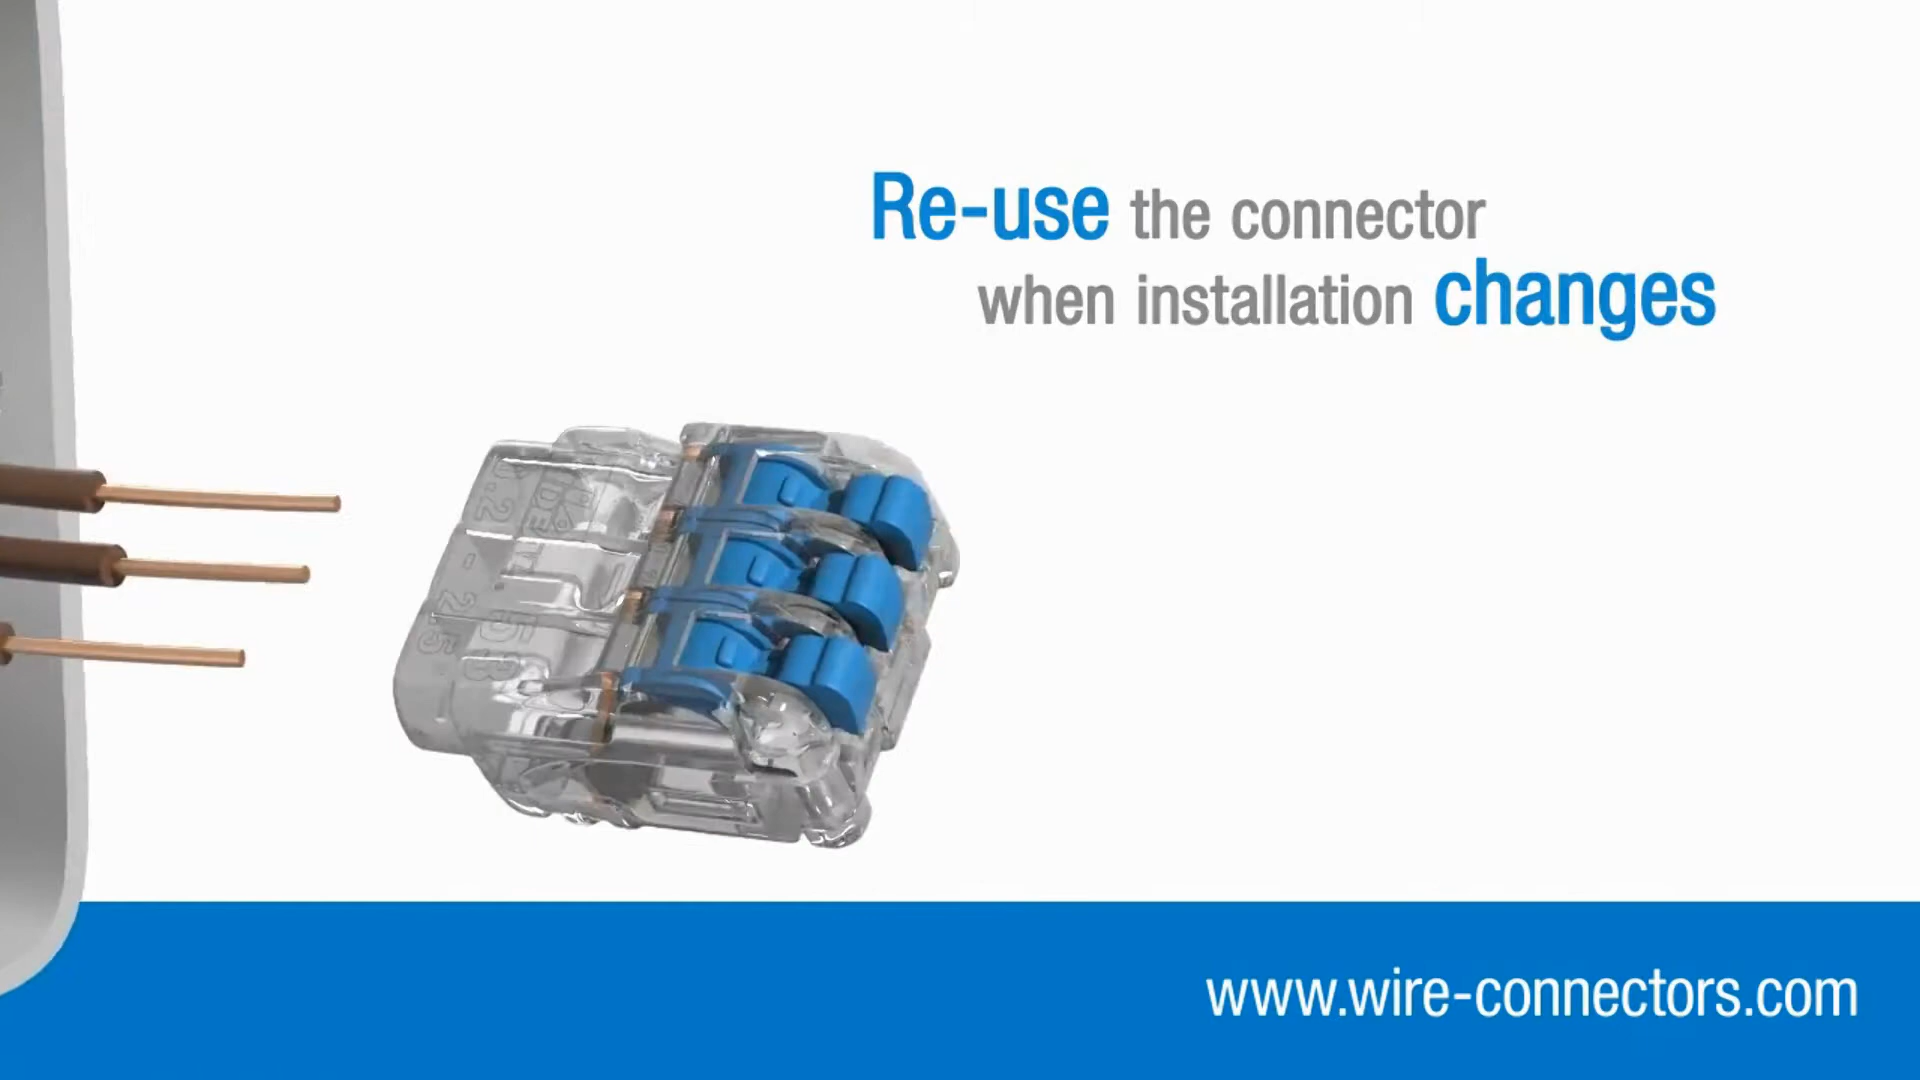 Re-use the connector
when installation changes
www.wire-connectors.com